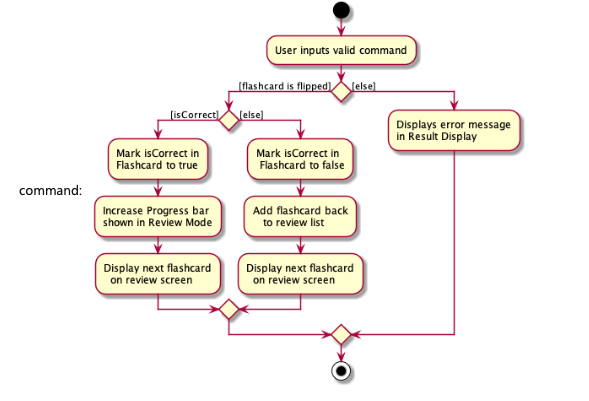 User inputs valid command
[flashcard is flipped]
[else]
[isCorrect]
[else]
Displays error message
in Result Display
Mark isCorrect in
Flashcard to true
Mark isCorrect in
Flashcard to false
command:
Increase Progress bar
shown in Review Mode
Add flashcard back
to review list
Display next flashcard
on review screen
Display next flashcard
on review screen